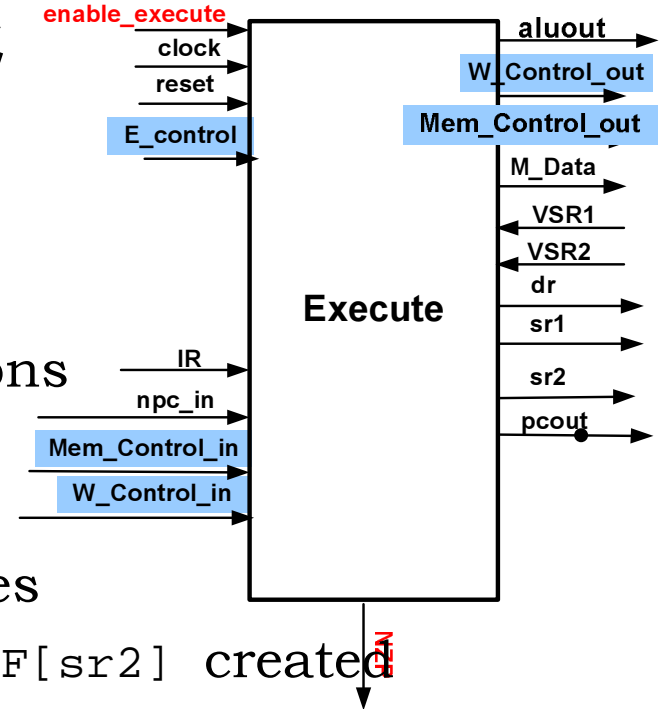 enable_execute
clock
reset
E_control
IR
npc_in
Mem_Control_in
W_Control_in
Execute
aluout
W_Control_out
Mem_Control_out
M_Data
VSR1
VSR2
dr
sr1
sr2
pcout
ons
es
F[sr2] created
NZP